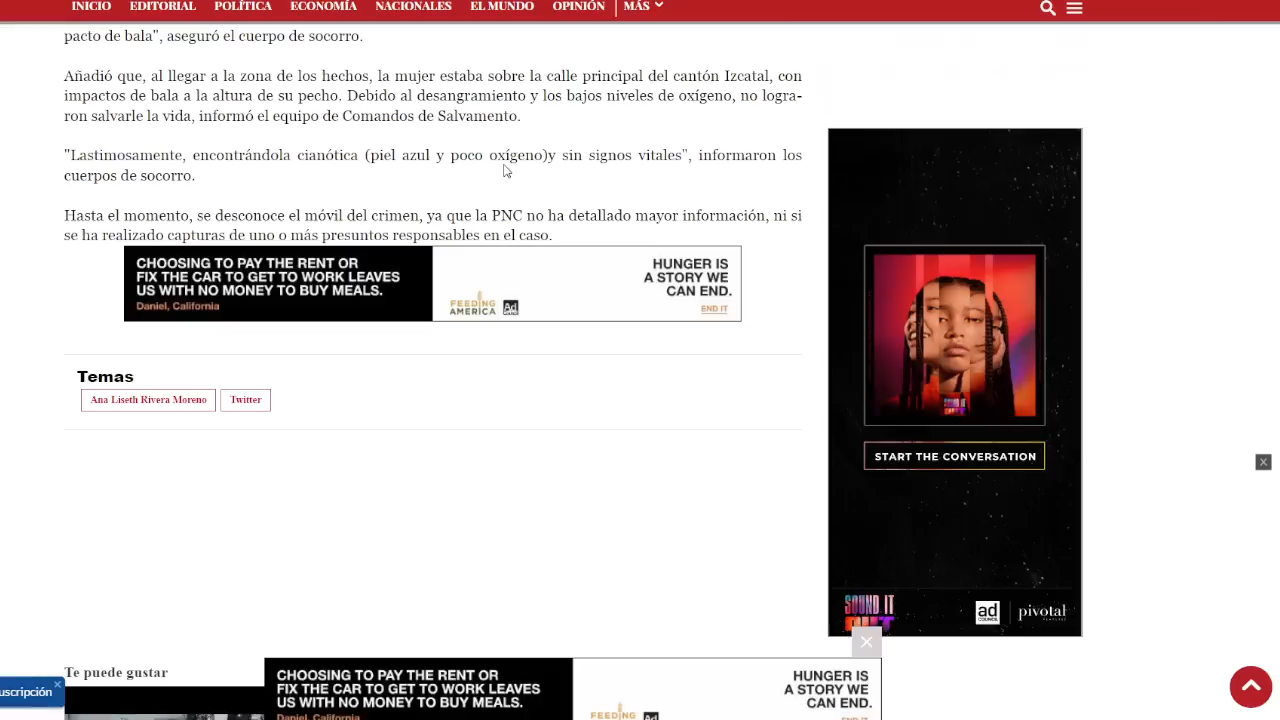 INICIO EDITORIAL POLÍTICA ECONOMÍA NACIONALES EL MUNDO OPINIÓN MÁS
pacto de bala", aseguró el cuerpo de socorro.
Añadió que, al llegar a la zona de los hechos, la mujer estaba sobre la calle principal del cantón Izcatal, con
impactos de bala a la altura de su pecho. Debido al desangramiento y los bajos niveles de oxígeno, no logra-
ron salvarle la vida, informó el equipo de Comandos de Salvamento.
"Lastimosamente, encontrándola cianótica (piel azul y poco oxígeno)y sin signos vitales", informaron los
cuerpos de socorro.
Hasta el momento, se desconoce el móvil del crimen, ya que la PNC no ha detallado mayor información, ni si
se ha realizado capturas de uno o más presuntos responsables en el caso.
CHOOSING TO PAY THE RENT OR
FIX THE CAR TO GET TO WORK LEAVES
US WITH NO MONEY TO BUY MEALS.
Daniel, California
FEEDING
AMERICA
Ad
HUNGER IS
A STORY WE
CAN END.
END IT
Temas
Ana Liseth Rivera Moreno
Twitter
START THE CONVERSATION
SOUND IT
OUT
ad
COUNCIL
pivotal
Te puede gustar
uscripción
CHOOSING TO PAY THE RENT OR
FIX THE CAR TO GET TO WORK LEAVES
US WITH NO MONEY TO BUY MEALS.
Daniel, California
FEEDING
Ad
HUNGER IS
A STORY WE
CAN END.
END IT